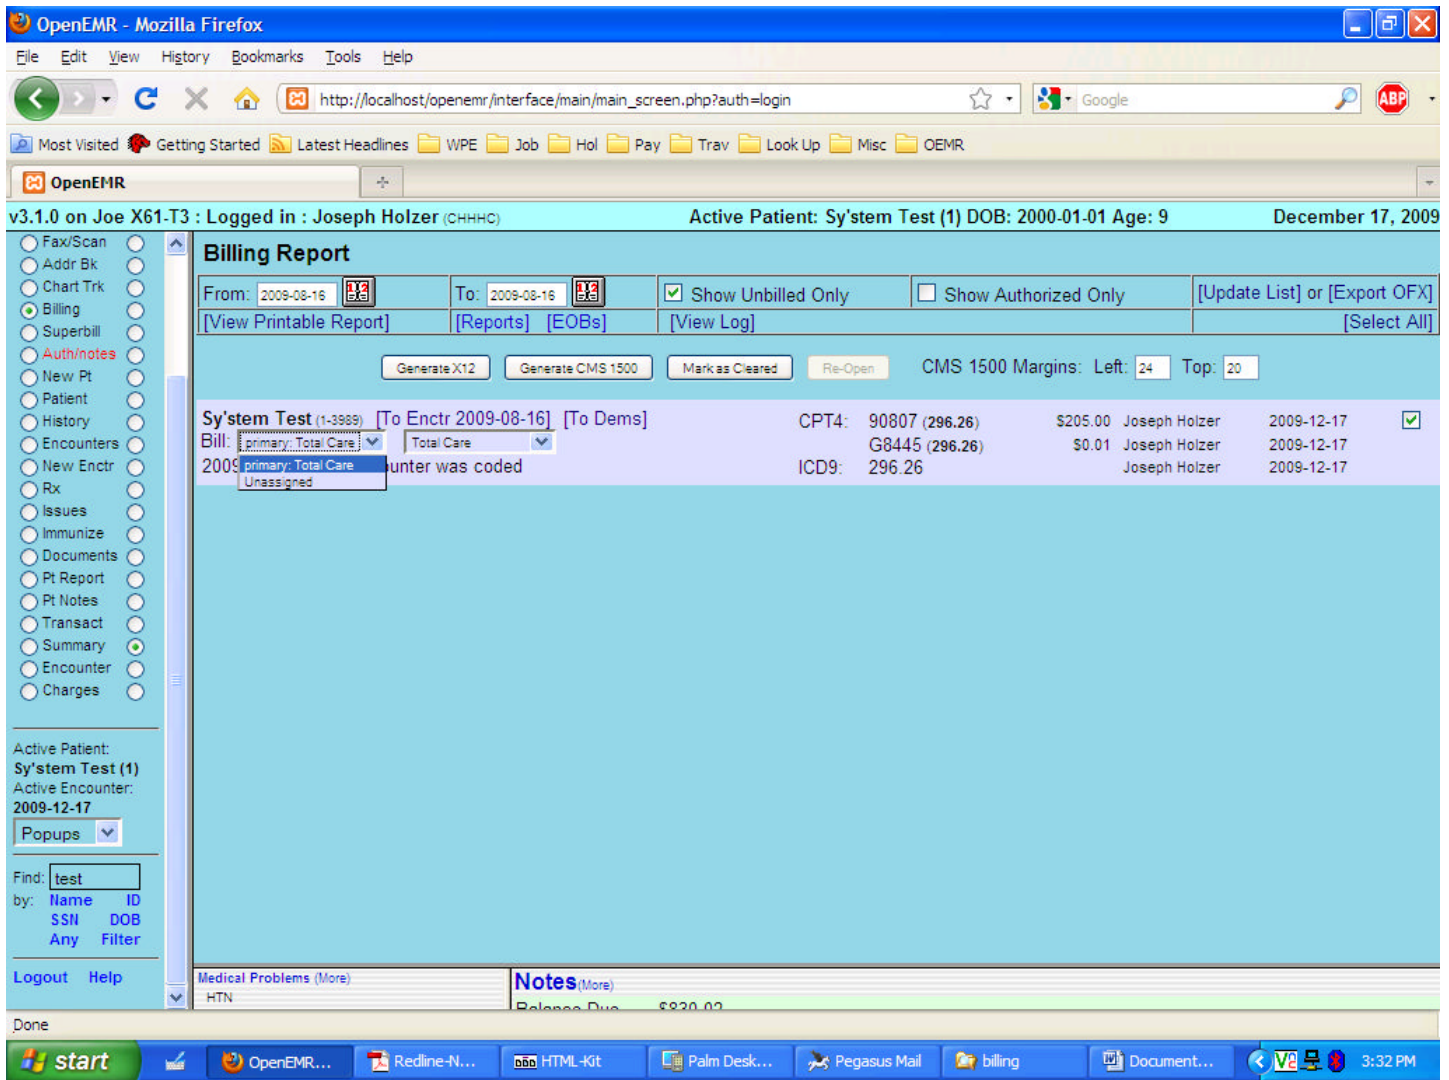 OpenEMR - Mozilla Firefox
File Edit View History Bookmarks Tools Help
http://localhost/openemr/interface/main/main_screen.php?auth=login Google ABP
Most Visited Getting Started Latest Headlines WPE Job Hol Pay Trav Look Up Misc OEMR
OpenEMR
v3.1.0 on Joe X61-T3 : Logged in : Joseph Holzer (CHHHC) Active Patient: Sy'stem Test (1) DOB: 2000-01-01 Age: 9 December 17, 2009
Fax/Scan
Addr Bk
Chart Trk
Billing
Superbill
Auth/notes
New Pt
Patient
History
Encounters
New Enctr
Rx
Issues
Immunize
Documents
Pt Report
Pt Notes
Transact
Summary
Encounter
Charges
Active Patient:
Sy'stem Test (1)
Active Encounter:
2009-12-17
Popups
Find: test
by: Name ID
SSN DOB
Any Filter
Logout Help
Billing Report
From: 2009-08-16 To: 2009-08-16 Show Unbilled Only Show Authorized Only [Update List] or [Export OFX]
[View Printable Report] [Reports] [EOBs] [View Log] [Select All]
Generate X12 Generate CMS 1500 Mark as Cleared Re-Open CMS 1500 Margins: Left: 24 Top: 20
Sy'stem Test (1-3989) [To Enctr 2009-08-16] [To Dems] CPT4: 90807 (296.26) $205.00 Joseph Holzer 2009-12-17
Bill: primary: Total Care Total Care G8445 (296.26) $0.01 Joseph Holzer 2009-12-17
2009 primary: Total Care unter was coded ICD9: 296.26 Joseph Holzer 2009-12-17
Unassigned
Medical Problems (More)
HTN
Notes (More)
Balance Due $830.02
Done
start OpenEMR... Redline-N... HTML-Kit Palm Desk... Pegasus Mail billing Document... 3:32 PM